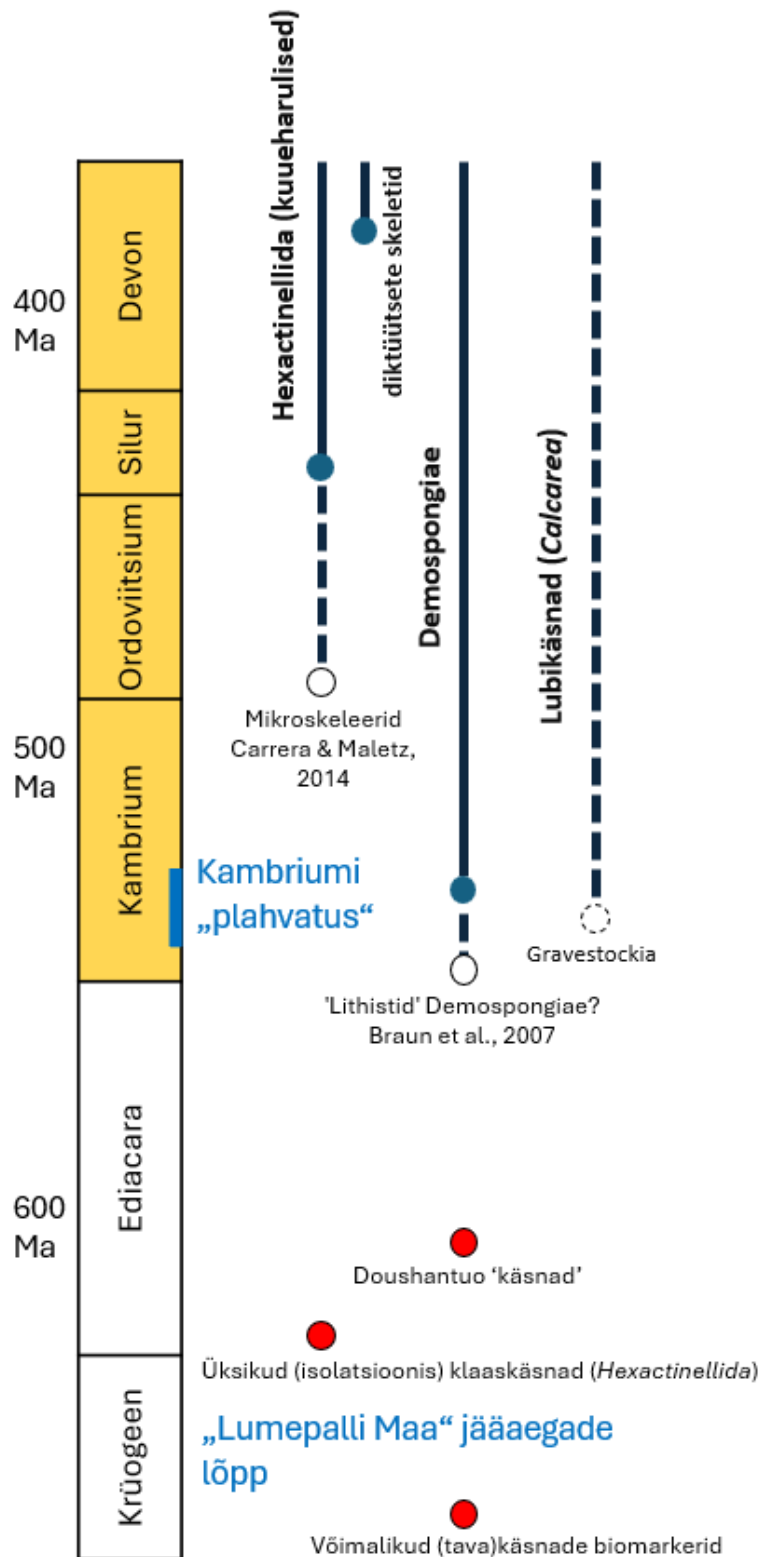 Hexactinellida (kuueharulised)
diktüütsete skeletid
Devon
400
Ma
Silur
Demospongiae
Lubikäsnad (Calcarea)
Ordoviitsium
Mikroskeleerid
Carrera & Maletz,
2014
500
Ma
Kambrium
Kambriumi
„plahvatus“
Gravestockia
'Lithistid' Demospongiae?
Braun et al., 2007
Ediacara
600
Ma
Doushantuo ‘käsnad’
Üksikud (isolatsioonis) klaaskäsnad (Hexactinellida)
Krüogeen
„Lumepalli Maa“ jääaegade
lõpp
Võimalikud (tava)käsnade biomarkerid